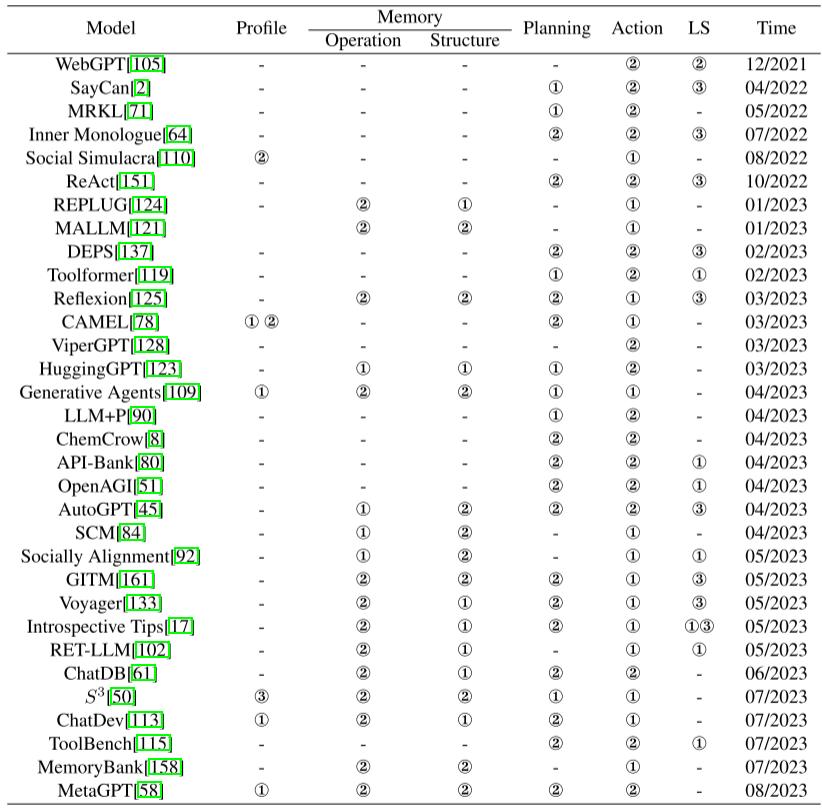 Model Profile Memory Planning Action LS Time
Operation Structure
WebGPT[105] - - - - ② ② 12/2021
SayCan[2] - - - ① ② ③ 04/2022
MRKL[71] - - - ① ② - 05/2022
Inner Monologue[64] - - - ② ② ③ 07/2022
Social Simulacra[110] ② - - - ① - 08/2022
ReAct[151] - - - ② ② ③ 10/2022
REPLUG[124] - ② ① - ① - 01/2023
MALLM[121] - ② ② - ① - 01/2023
DEPS[137] - - - ② ② ③ 02/2023
Toolformer[119] - - - ① ② ① 02/2023
Reflexion[125] - ② ② ② ① ③ 03/2023
CAMEL[78] ① ② - - ② ① - 03/2023
ViperGPT[128] - - - - ② - 03/2023
HuggingGPT[123] - ① ① ① ② - 03/2023
Generative Agents[109] ① ② ② ① ① - 04/2023
LLM+P[90] - - - ① ② - 04/2023
ChemCrow[8] - - - ② ② - 04/2023
API-Bank[80] - - - ② ② ① 04/2023
OpenAGI[51] - - - ② ② ① 04/2023
AutoGPT[45] - ① ② ② ② ③ 04/2023
SCM[84] - ① ② - ① - 04/2023
Socially Alignment[92] - ① ② - ① ① 05/2023
GITM[161] - ② ② ② ① ③ 05/2023
Voyager[133] - ② ① ② ① ③ 05/2023
Introspective Tips[17] - ② ① ② ① ①③ 05/2023
RET-LLM[102] - ② ① - ① ① 05/2023
ChatDB[61] - ② ① ② ② - 06/2023
S³[50] ③ ② ② ① ① - 07/2023
ChatDev[113] ① ② ① ② ① - 07/2023
ToolBench[115] - - - ② ② ① 07/2023
MemoryBank[158] - ② ② - ① - 07/2023
MetaGPT[58] ① ② ② ② ② - 08/2023